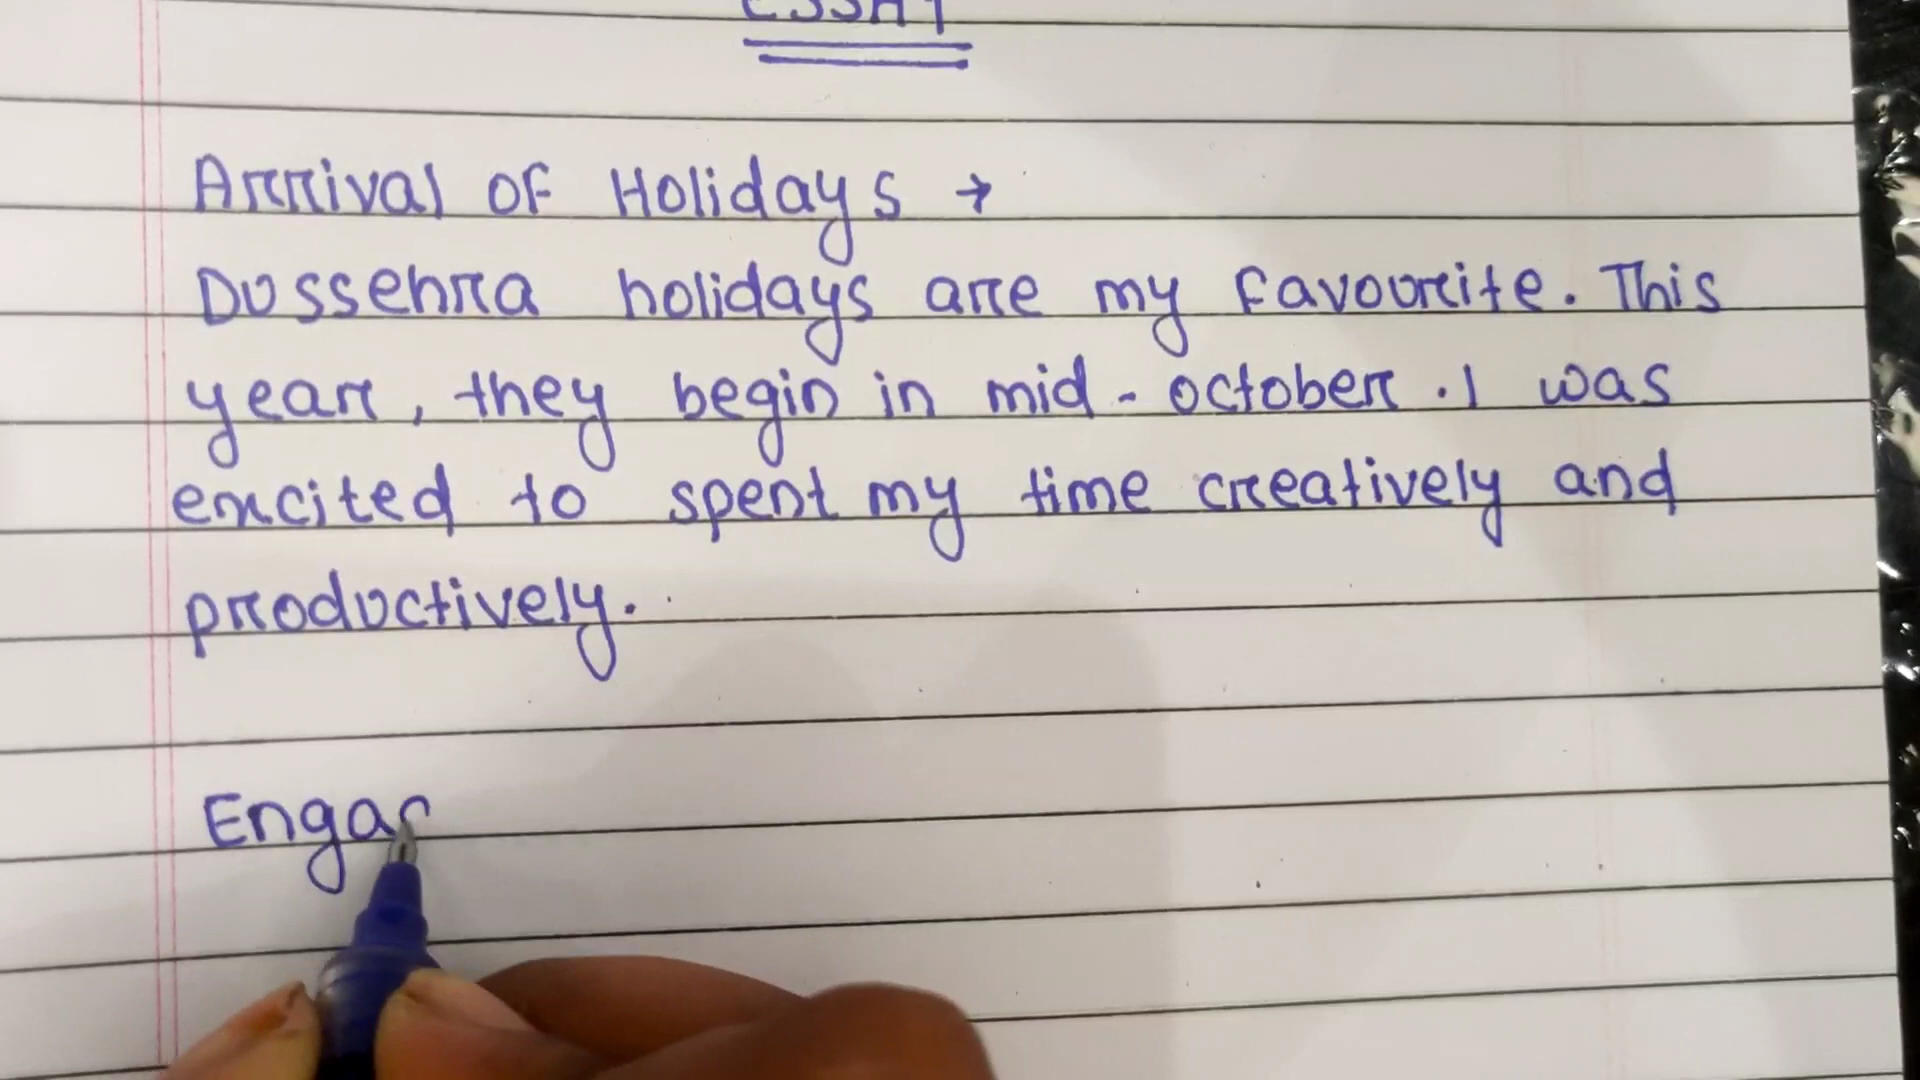 ESSAY
Arrival of Holidays →
Dussehra holidays are my favourite. This
year, they begin in mid-october. I was
excited to spent my time creatively and
productively.
Engag